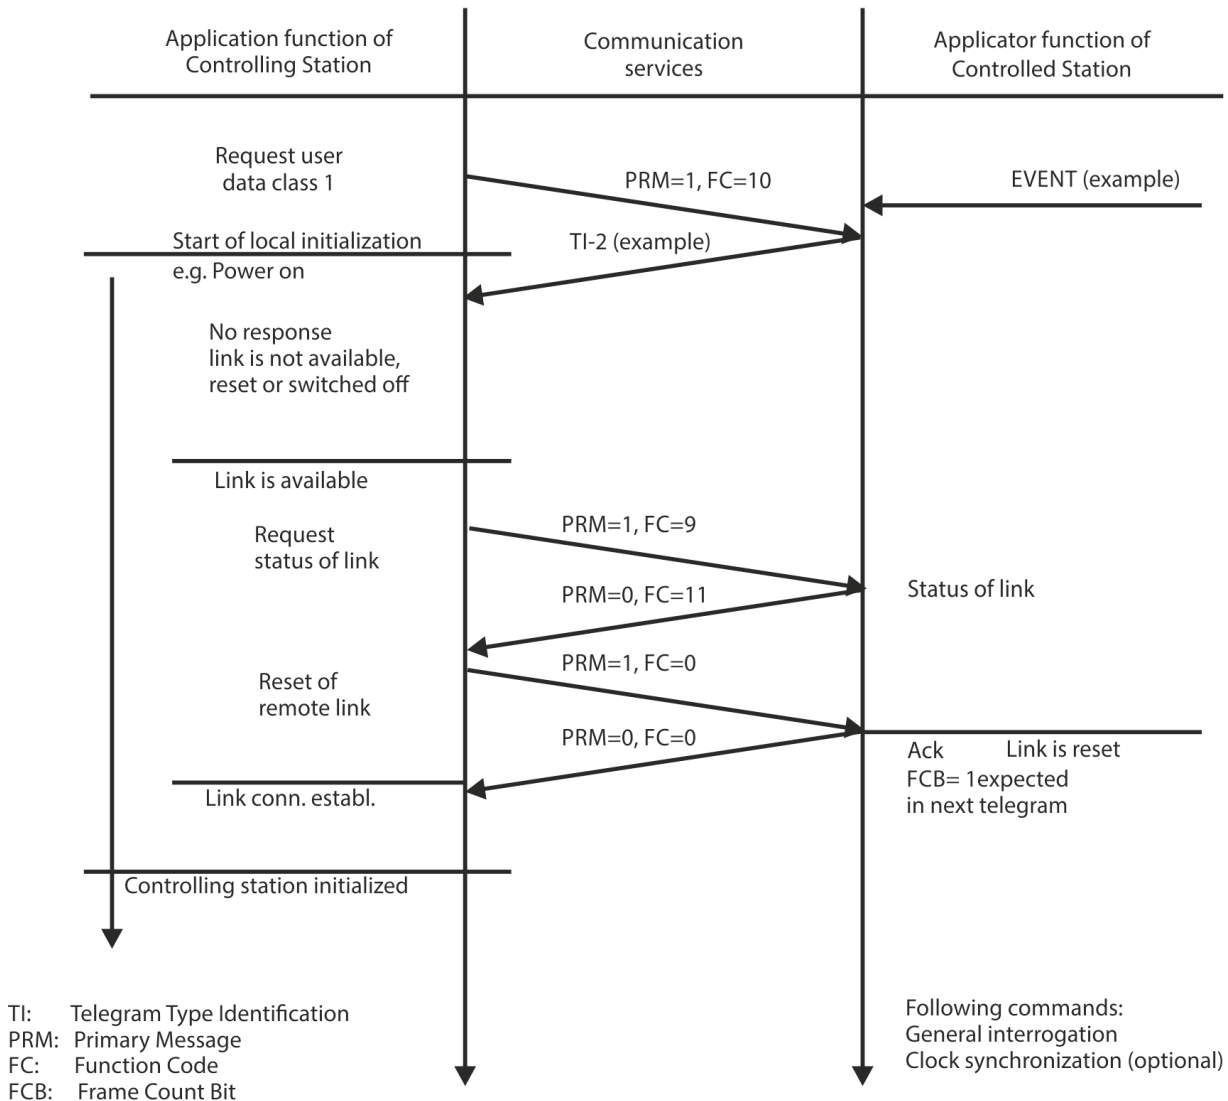 Application function of
Controlling Station
Communication
services
Applicator function of
Controlled Station
Request user
data class 1
PRM=1, FC=10
EVENT (example)
Start of local initialization
TI-2 (example)
e.g. Power on
No response
link is not available,
reset or switched off
Link is available
Request
status of link
PRM=1, FC=9
PRM=0, FC=11
Status of link
Reset of
remote link
PRM=1, FC=0
PRM=0, FC=0
Ack Link is reset
FCB= 1expected
in next telegram
Link conn. establ.
Controlling station initialized
TI: Telegram Type Identification
PRM: Primary Message
FC: Function Code
FCB: Frame Count Bit
Following commands:
General interrogation
Clock synchronization (optional)